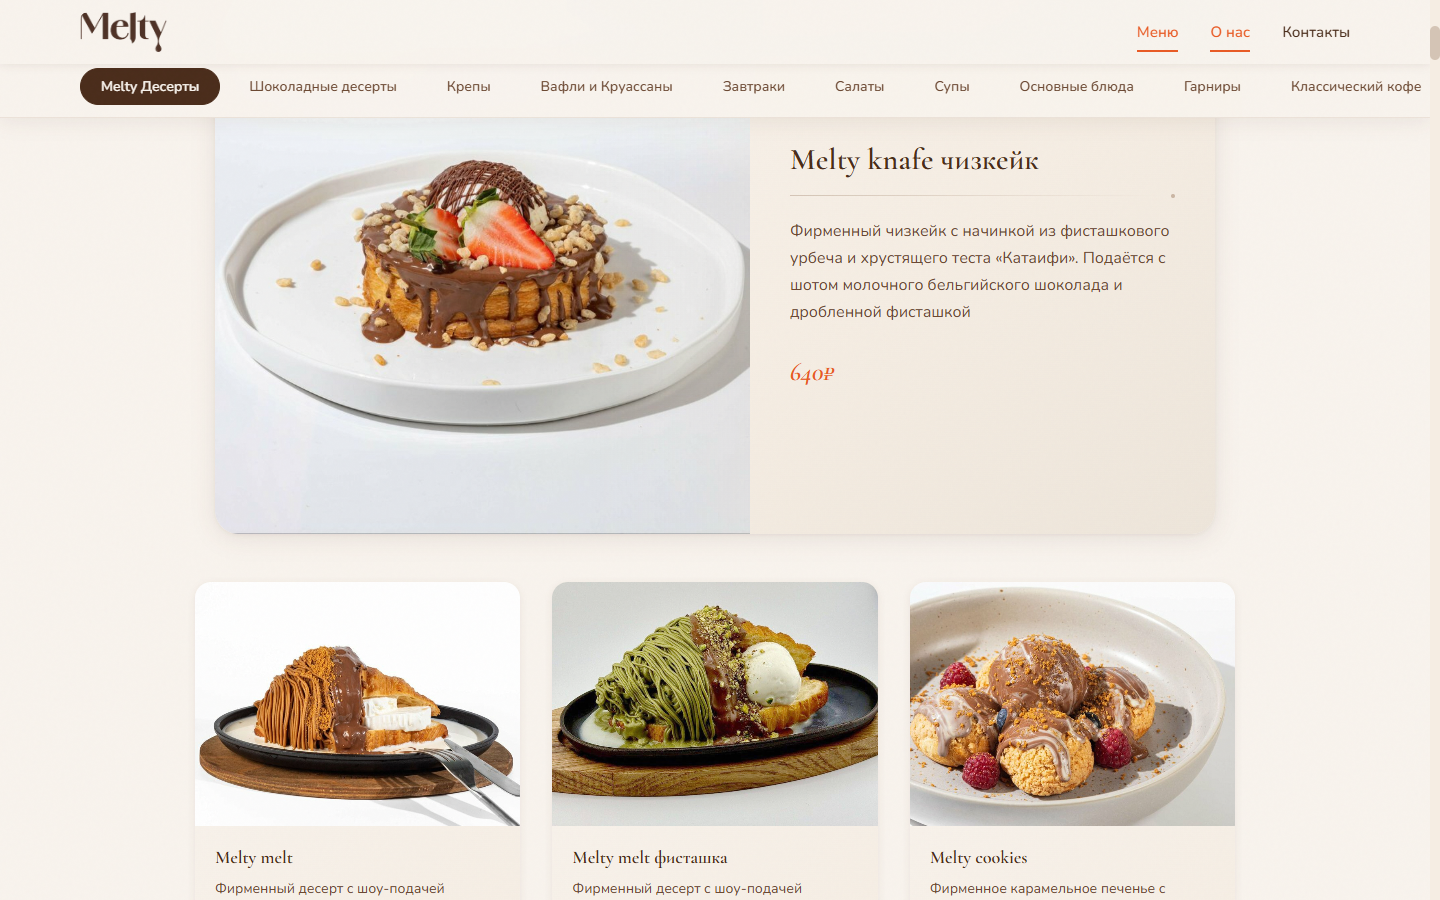 Melty
Меню
О нас
Контакты
Melty Десерты
Шоколадные десерты
Крепы
Вафли и Круассаны
Завтраки
Салаты
Супы
Основные блюда
Гарниры
Классический кофе
Melty knafe чизкейк
Фирменный чизкейк с начинкой из фисташкового
урбеча и хрустящего теста «Катаифи». Подаётся с
шотом молочного бельгийского шоколада и
дробленной фисташкой
640₽
Melty melt
Фирменный десерт с шоу-подачей
Melty melt фисташка
Фирменный десерт с шоу-подачей
Melty cookies
Фирменное карамельное печенье с